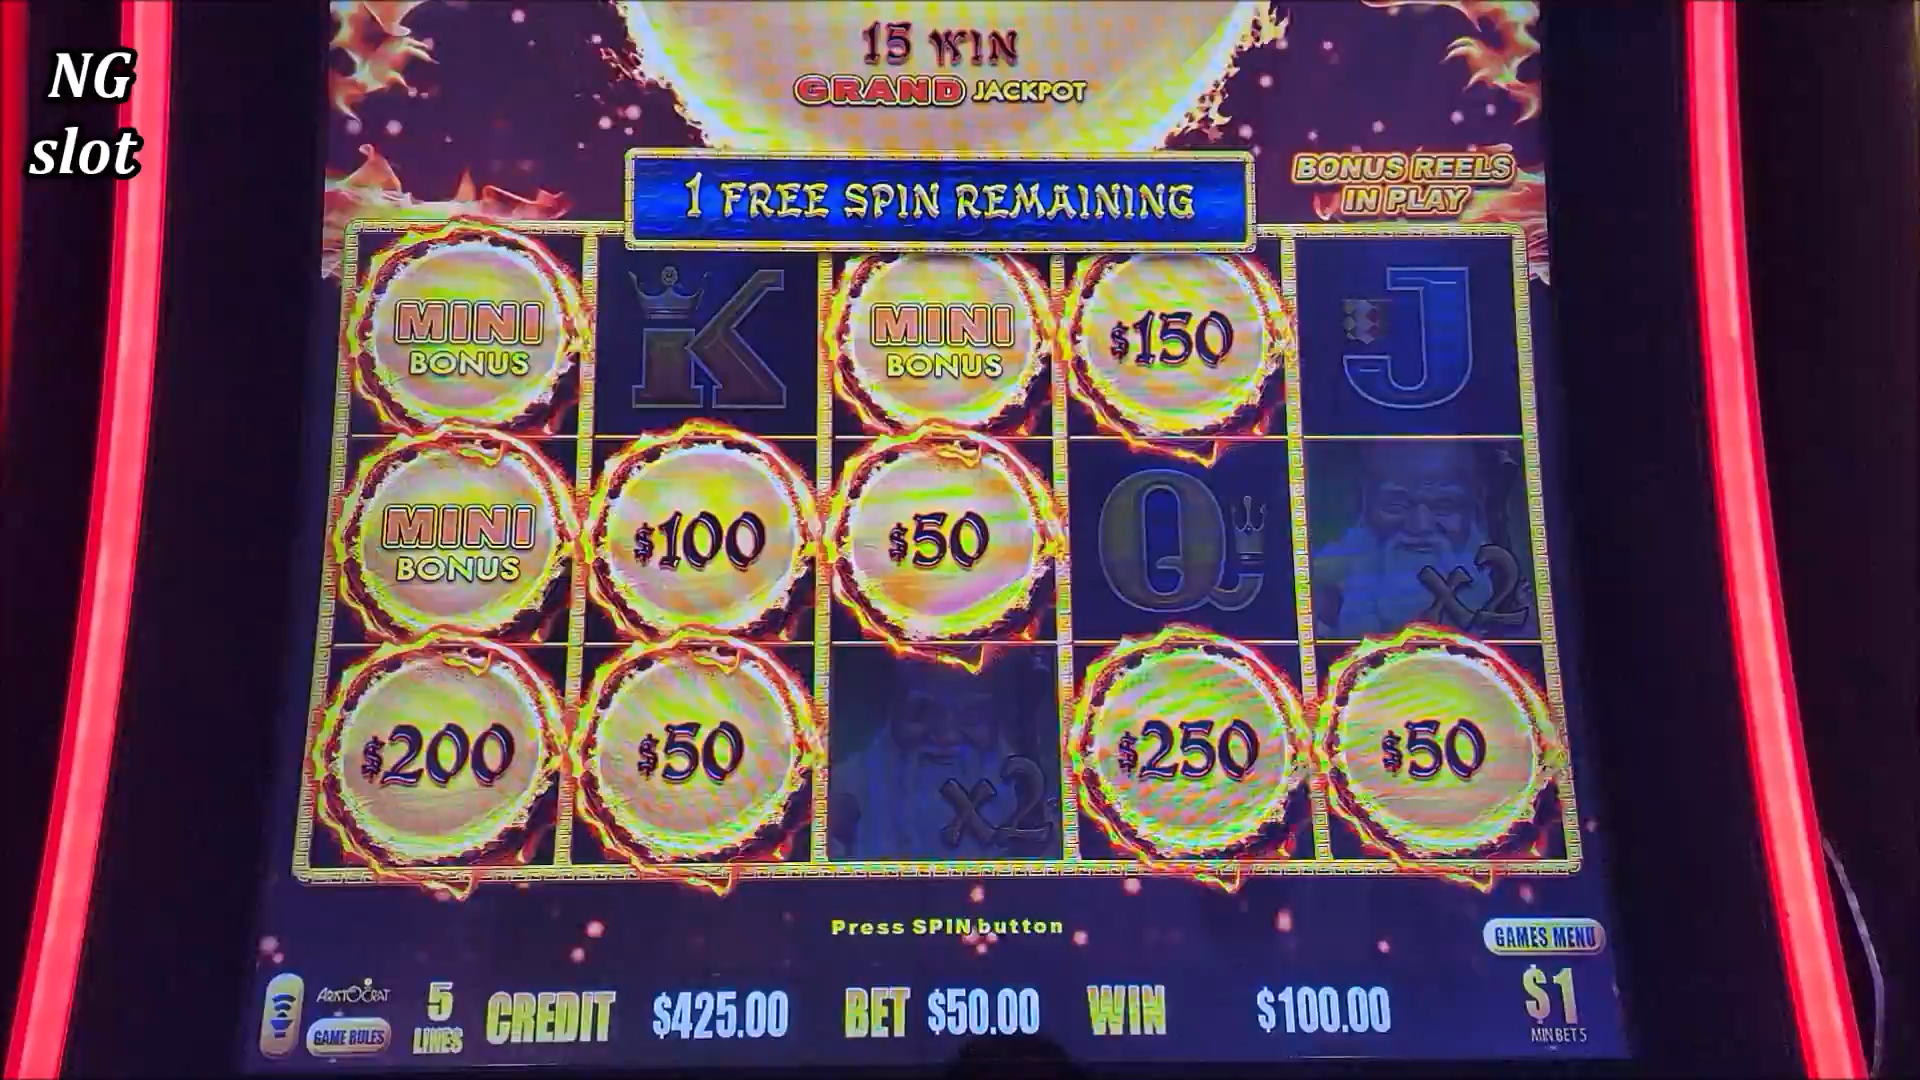 NG
slot
15 WIN
GRAND JACKPOT
1 FREE SPIN REMAINING
BONUS REELS
IN PLAY
MINI
BONUS
K
MINI
BONUS
$150
J
MINI
BONUS
$100
$50
Q
x2
$200
$50
x2
$250
$50
Press SPIN button
GAMES MENU
ARISTOCRAT
GAME RULES
5
LINES
CREDIT $425.00
BET $50.00
WIN $100.00
$1
MIN BET 5